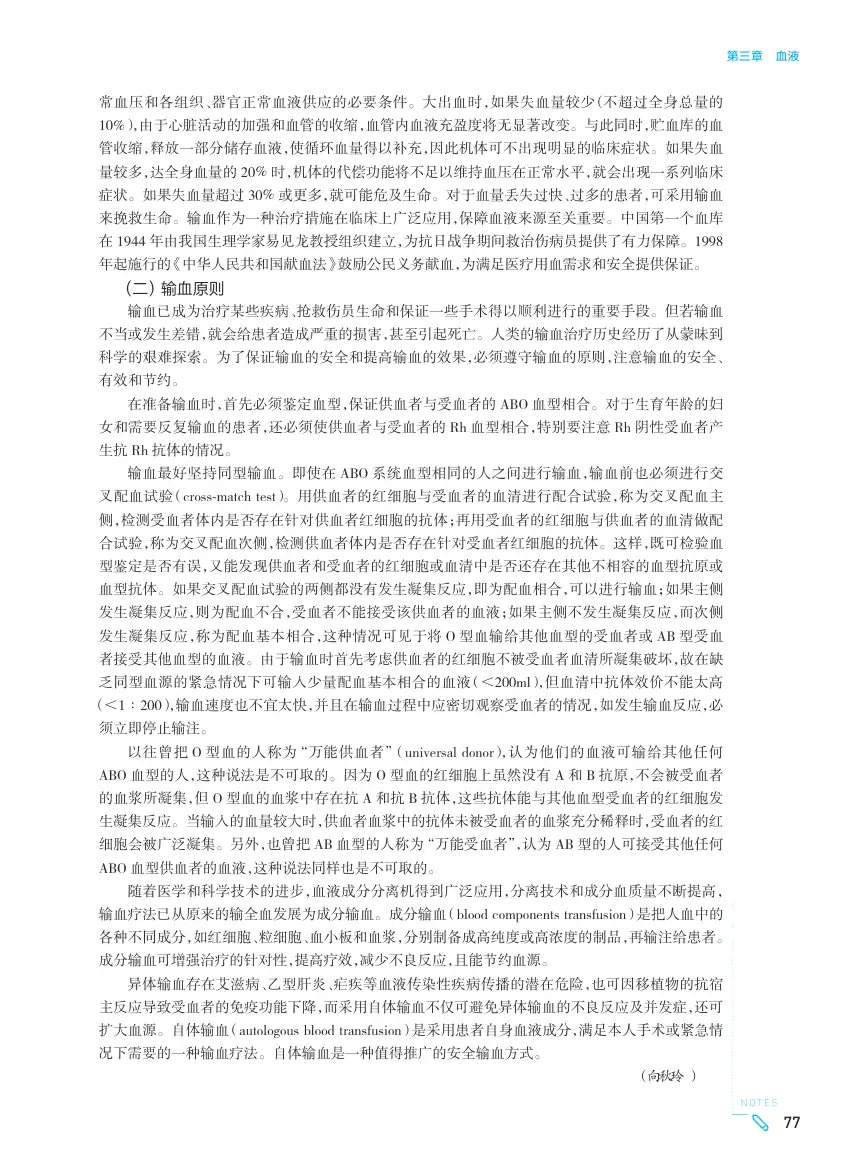 第三章 血液
常血压和各组织、器官正常血液供应的必要条件。大出血时，如果失血量较少（不超过全身总量的
10%），由于心脏活动的加强和血管的收缩，血管内血液充盈度将无显著改变。与此同时，贮血库的血
管收缩，释放一部分储存血液，使循环血量得以补充，因此机体可不出现明显的临床症状。如果失血
量较多，达全身血量的 20% 时，机体的代偿功能将不足以维持血压在正常水平，就会出现一系列临床
症状。如果失血量超过 30% 或更多，就可能危及生命。对于血量丢失过快、过多的患者，可采用输血
来挽救生命。输血作为一种治疗措施在临床上广泛应用，保障血液来源至关重要。中国第一个血库
在 1944 年由我国生理学家易见龙教授组织建立，为抗日战争期间救治伤病员提供了有力保障。1998
年起施行的《中华人民共和国献血法》鼓励公民义务献血，为满足医疗用血需求和安全提供保证。
（二）输血原则
输血已成为治疗某些疾病、抢救伤员生命和保证一些手术得以顺利进行的重要手段。但若输血
不当或发生差错，就会给患者造成严重的损害，甚至引起死亡。人类的输血治疗历史经历了从蒙昧到
科学的艰难探索。为了保证输血的安全和提高输血的效果，必须遵守输血的原则，注意输血的安全、
有效和节约。
在准备输血时，首先必须鉴定血型，保证供血者与受血者的 ABO 血型相合。对于生育年龄的妇
女和需要反复输血的患者，还必须使供血者与受血者的 Rh 血型相合，特别要注意 Rh 阴性受血者产
生抗 Rh 抗体的情况。
输血最好坚持同型输血。即使在 ABO 系统血型相同的人之间进行输血，输血前也必须进行交
叉配血试验（cross-match test）。用供血者的红细胞与受血者的血清进行配合试验，称为交叉配血主
侧，检测受血者体内是否存在针对供血者红细胞的抗体；再用受血者的红细胞与供血者的血清做配
合试验，称为交叉配血次侧，检测供血者体内是否存在针对受血者红细胞的抗体。这样，既可检验血
型鉴定是否有误，又能发现供血者和受血者的红细胞或血清中是否还存在其他不相容的血型抗原或
血型抗体。如果交叉配血试验的两侧都没有发生凝集反应，即为配血相合，可以进行输血；如果主侧
发生凝集反应，则为配血不合，受血者不能接受该供血者的血液；如果主侧不发生凝集反应，而次侧
发生凝集反应，称为配血基本相合，这种情况可见于将 O 型血输给其他血型的受血者或 AB 型受血
者接受其他血型的血液。由于输血时首先考虑供血者的红细胞不被受血者血清所凝集破坏，故在缺
乏同型血源的紧急情况下可输入少量配血基本相合的血液（＜200ml），但血清中抗体效价不能太高
（＜1∶200），输血速度也不宜太快，并且在输血过程中应密切观察受血者的情况，如发生输血反应，必
须立即停止输注。
以往曾把 O 型血的人称为“万能供血者”（universal donor），认为他们的血液可输给其他任何
ABO 血型的人，这种说法是不可取的。因为 O 型血的红细胞上虽然没有 A 和 B 抗原，不会被受血者
的血浆所凝集，但 O 型血的血浆中存在抗 A 和抗 B 抗体，这些抗体能与其他血型受血者的红细胞发
生凝集反应。当输入的血量较大时，供血者血浆中的抗体未被受血者的血浆充分稀释时，受血者的红
细胞会被广泛凝集。另外，也曾把 AB 血型的人称为“万能受血者”，认为 AB 型的人可接受其他任何
ABO 血型供血者的血液，这种说法同样也是不可取的。
随着医学和科学技术的进步，血液成分分离机得到广泛应用，分离技术和成分血质量不断提高，
输血疗法已从原来的输全血发展为成分输血。成分输血（blood components transfusion）是把人血中的
各种不同成分，如红细胞、粒细胞、血小板和血浆，分别制备成高纯度或高浓度的制品，再输注给患者。
成分输血可增强治疗的针对性，提高疗效，减少不良反应，且能节约血源。
异体输血存在艾滋病、乙型肝炎、疟疾等血液传染性疾病传播的潜在危险，也可因移植物的抗宿
主反应导致受血者的免疫功能下降，而采用自体输血不仅可避免异体输血的不良反应及并发症，还可
扩大血源。自体输血（autologous blood transfusion）是采用患者自身血液成分，满足本人手术或紧急情
况下需要的一种输血疗法。自体输血是一种值得推广的安全输血方式。
（向秋玲 ）
NOTES
77